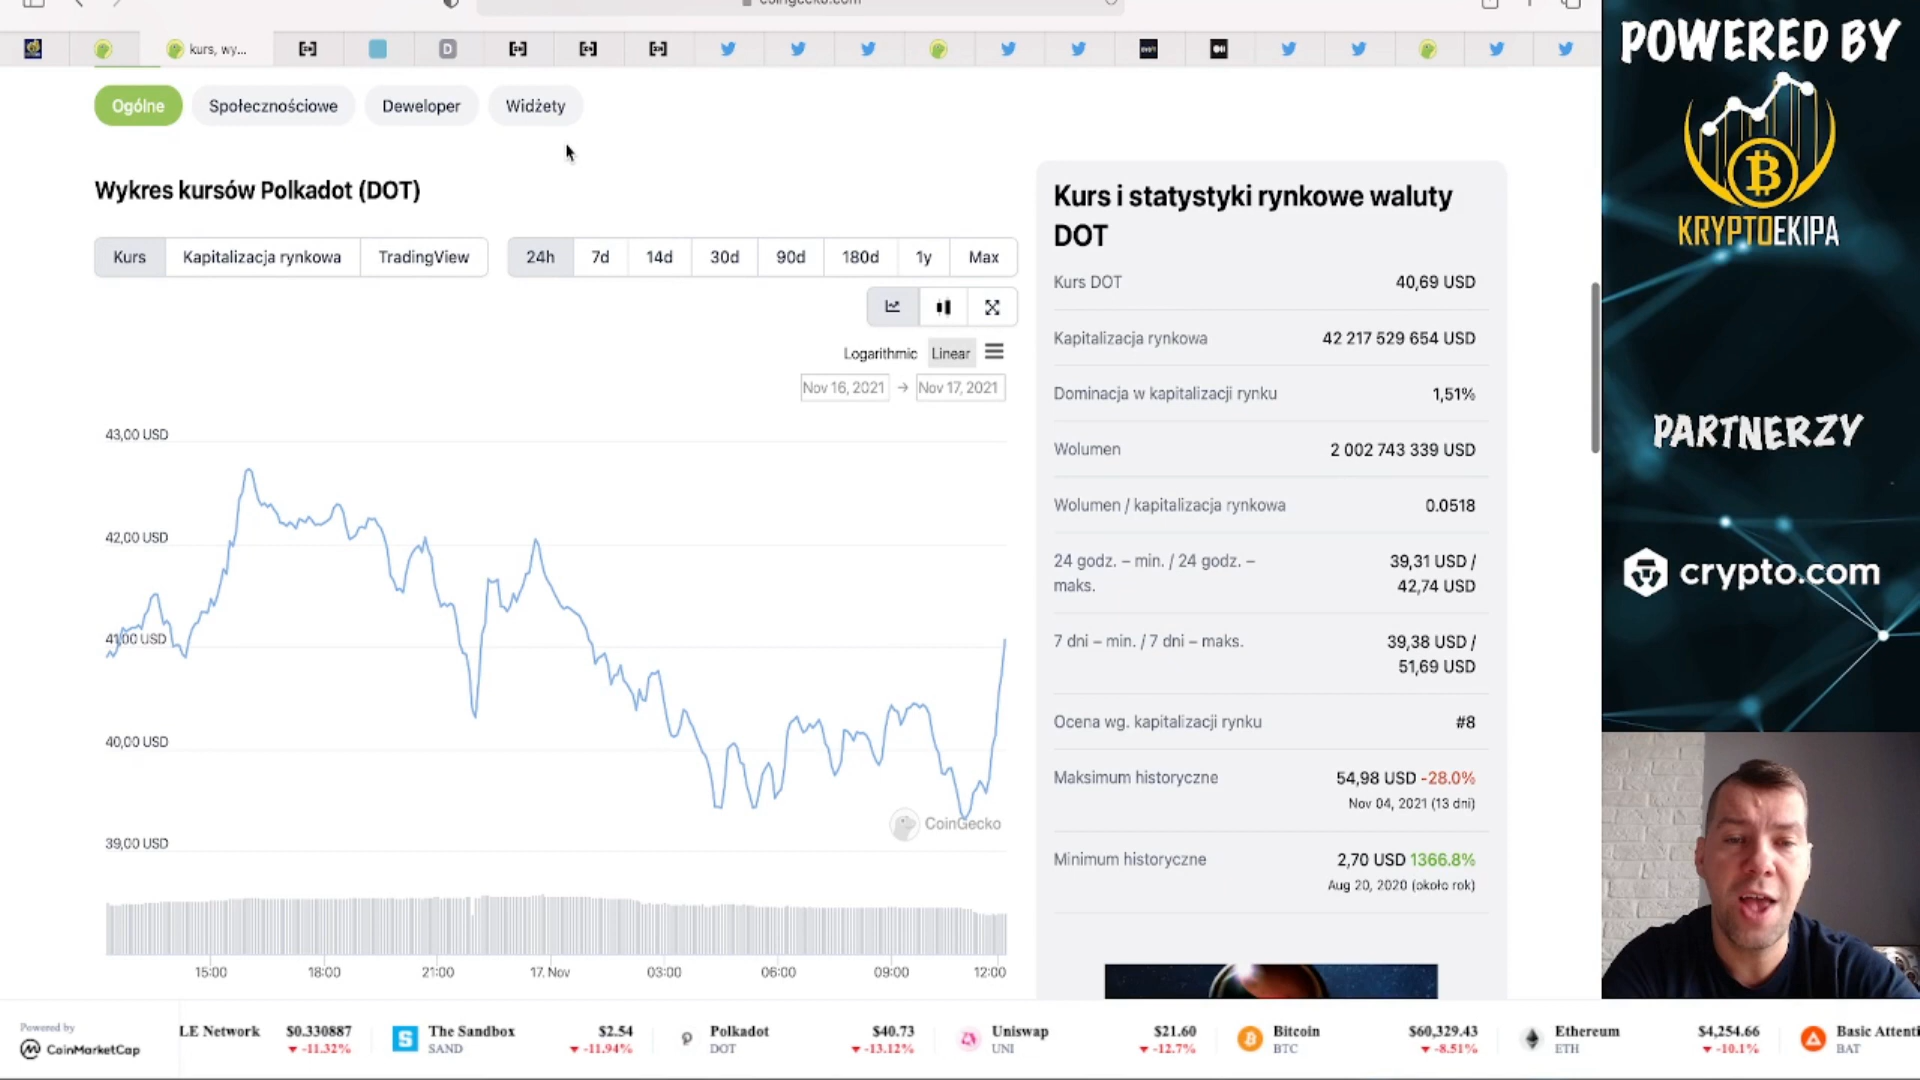 coingecko.com
kurs, wy...
Ogólne
Społecznościowe
Deweloper
Widżety
Wykres kursów Polkadot (DOT)
Kurs
Kapitalizacja rynkowa
TradingView
24h
7d
14d
30d
90d
180d
1y
Max
Logarithmic
Linear
Nov 16, 2021 → Nov 17, 2021
43,00 USD
42,00 USD
41,00 USD
40,00 USD
39,00 USD
CoinGecko
15:00
18:00
21:00
17. Nov
03:00
06:00
09:00
12:00
Kurs i statystyki rynkowe waluty
DOT
Kurs DOT
40,69 USD
Kapitalizacja rynkowa
42 217 529 654 USD
Dominacja w kapitalizacji rynku
1,51%
Wolumen
2 002 743 339 USD
Wolumen / kapitalizacja rynkowa
0.0518
24 godz. – min. / 24 godz. –
maks.
39,31 USD /
42,74 USD
7 dni – min. / 7 dni – maks.
39,38 USD /
51,69 USD
Ocena wg. kapitalizacji rynku
#8
Maksimum historyczne
54,98 USD -28.0%
Nov 04, 2021 (13 dni)
Minimum historyczne
2,70 USD 1366.8%
Aug 20, 2020 (około rok)
POWERED BY
KRYPTOEKIPA
PARTNERZY
crypto.com
Powered by
CoinMarketCap
LE Network
$0.330887
▼ -11.32%
The Sandbox
SAND
$2.54
▼ -11.94%
Polkadot
DOT
$40.73
▼ -13.12%
Uniswap
UNI
$21.60
▼ -12.7%
Bitcoin
BTC
$60,329.43
▼ -8.51%
Ethereum
ETH
$4,254.66
▼ -10.1%
Basic Attenti
BAT